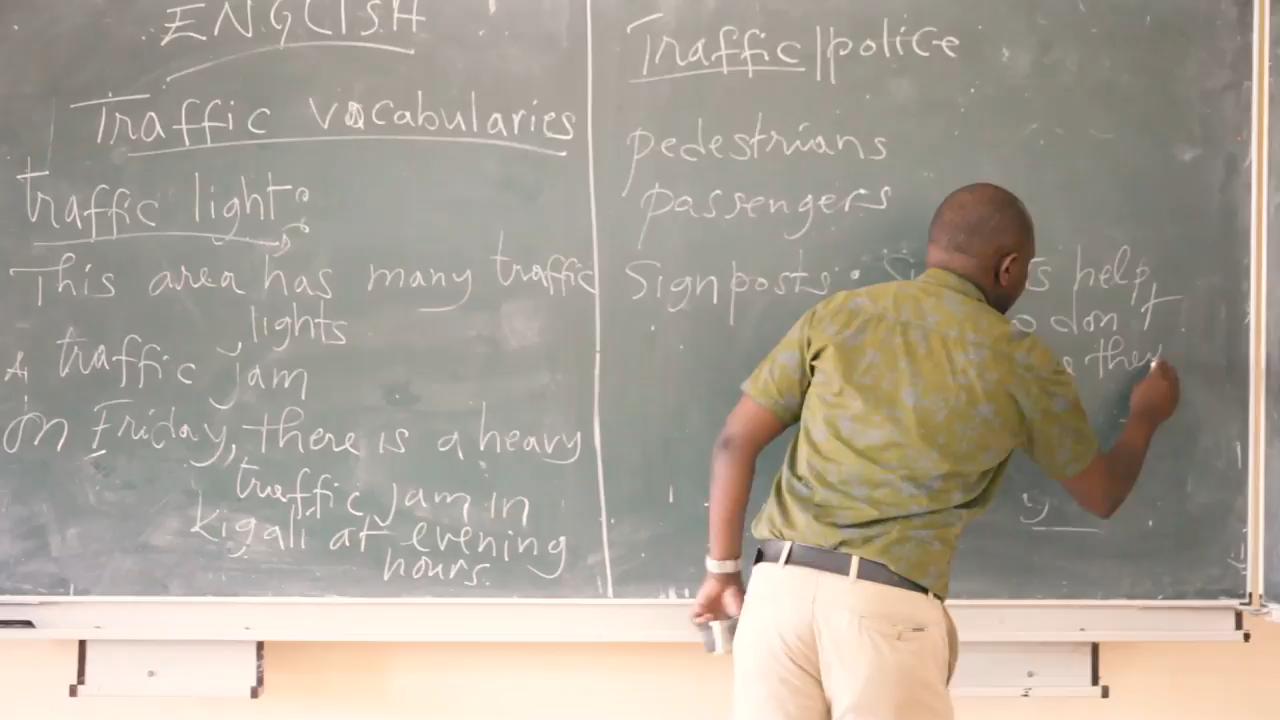 ENGLISH
Traffic vocabularies
traffic light:
This area has many traffic
lights
traffic jam
On Friday, there is a heavy
traffic jam in
kigali at evening
hours.
Traffic|police
pedestrians
passengers
Signposts: help
don't
they